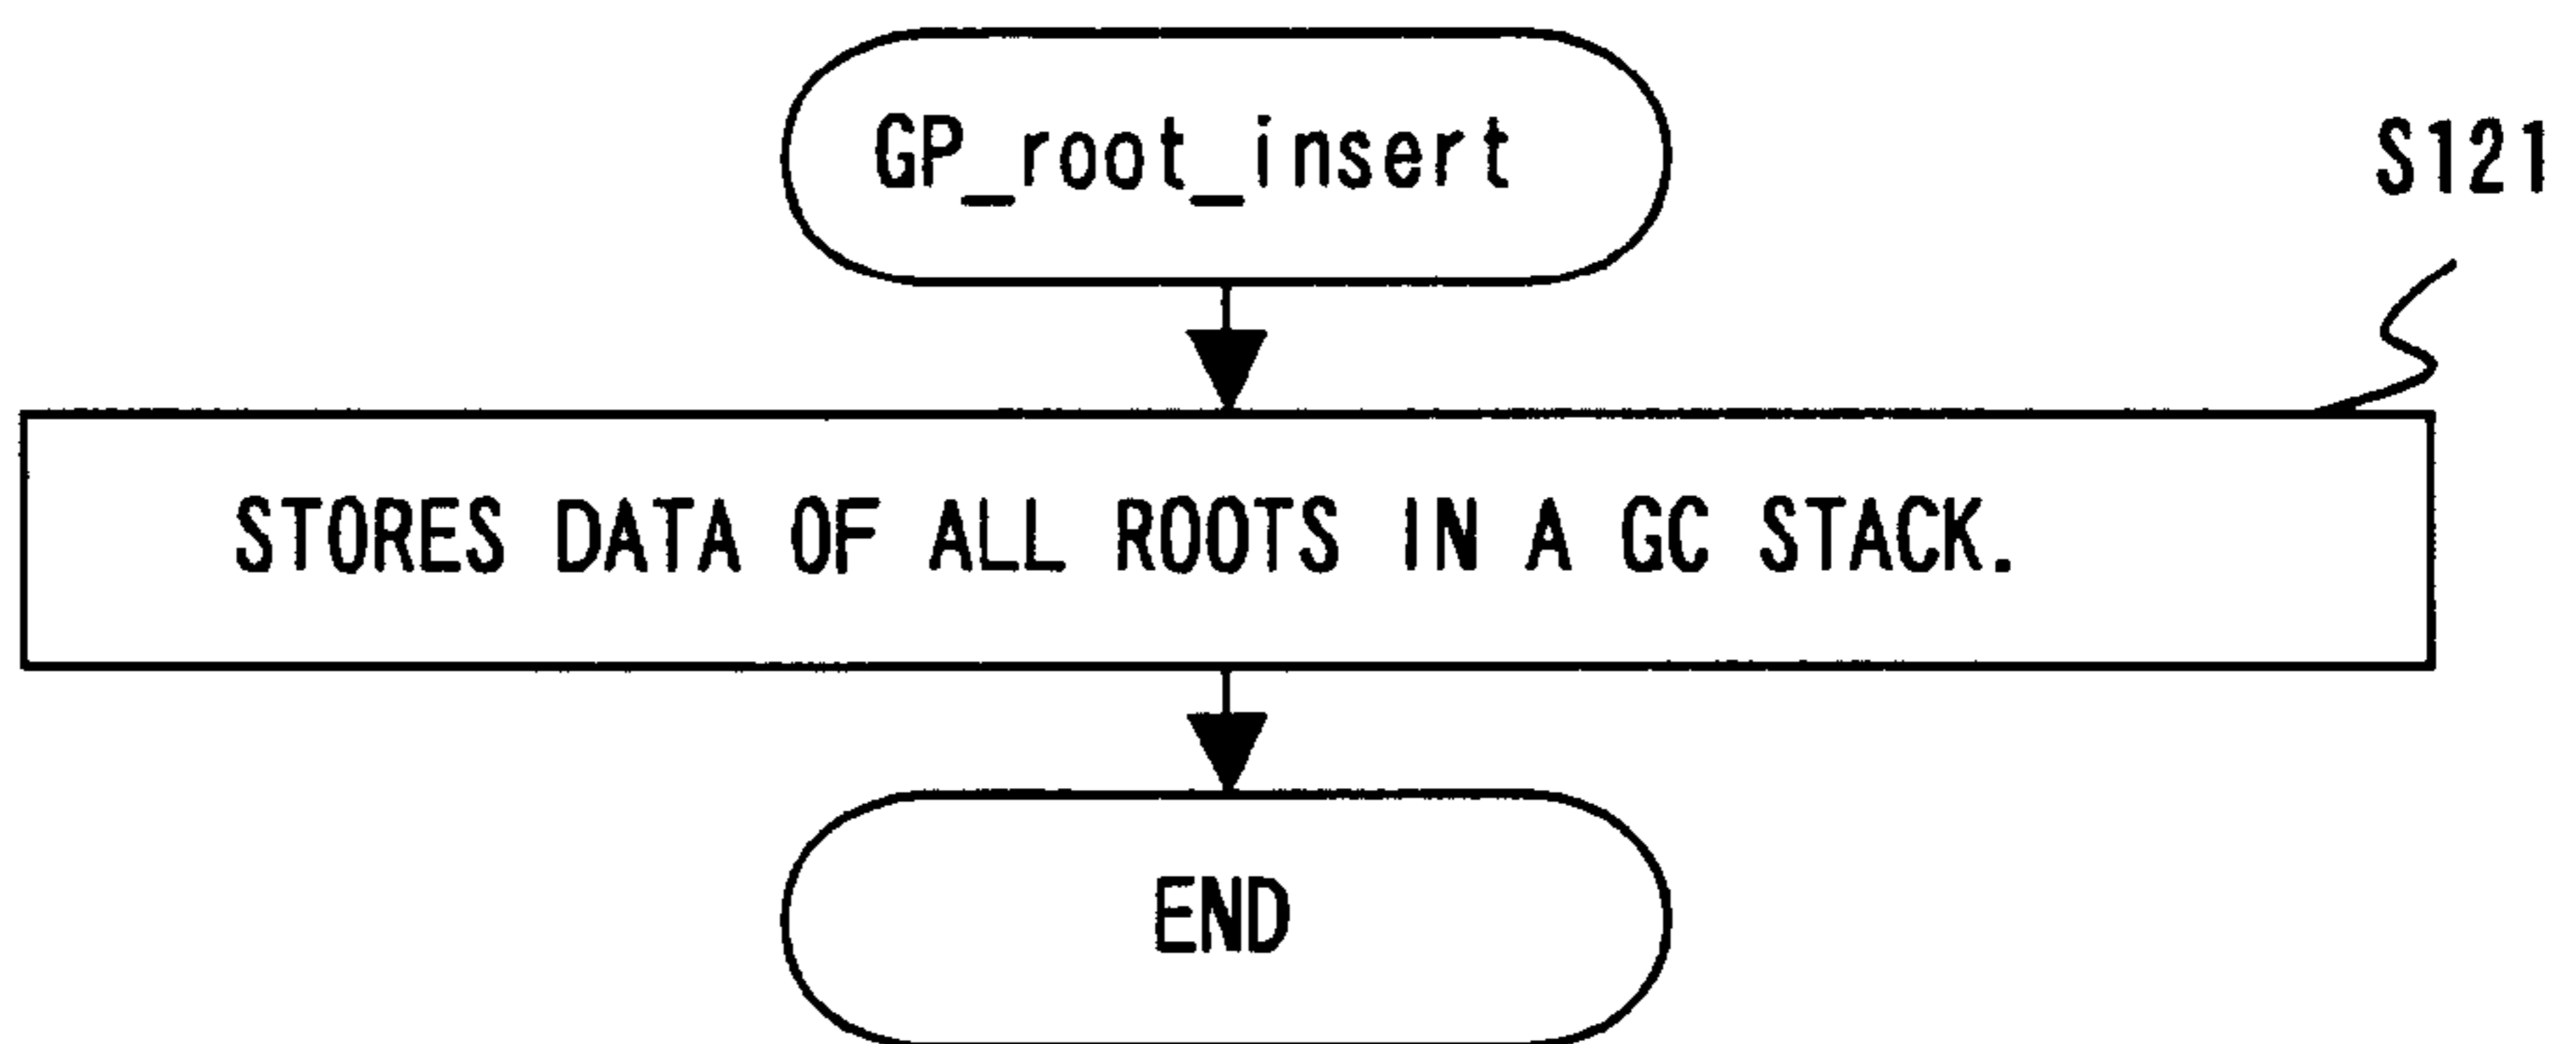 GP_root_insert
S121
STORES DATA OF ALL ROOTS IN A GC STACK.
END